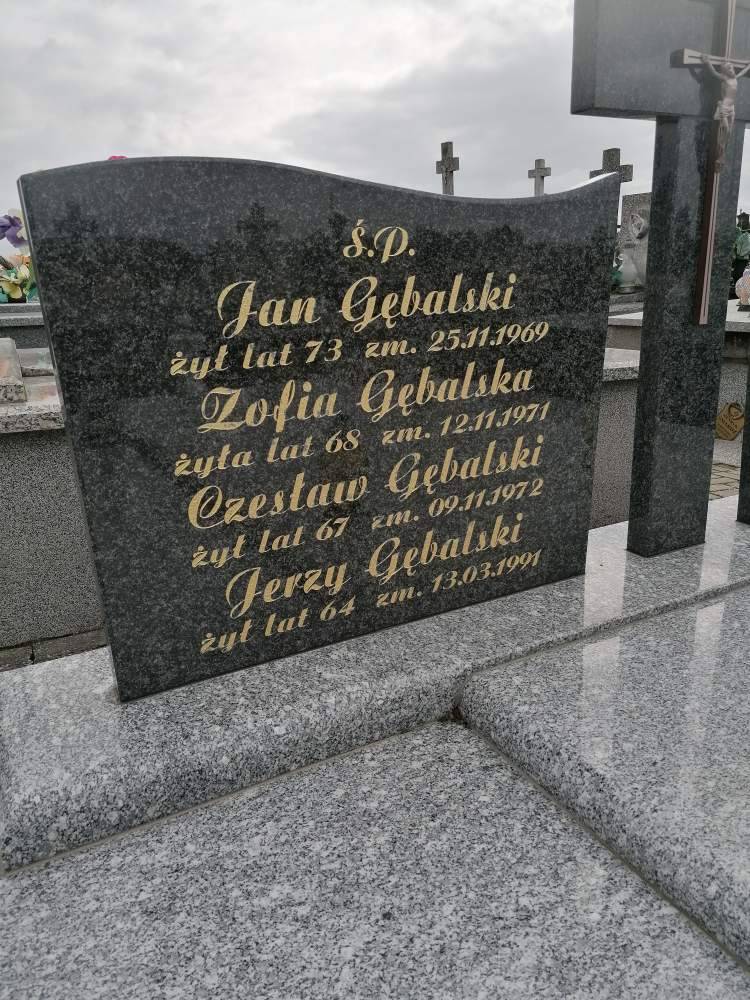 Ś.P.
Jan Gębalski
żył lat 73 zm. 25.11.1969
Zofia Gębalska
żyła lat 68 zm. 12.11.1971
Czesław Gębalski
żył lat 67 zm. 09.11.1972
Jerzy Gębalski
żył lat 64 zm. 13.03.1991